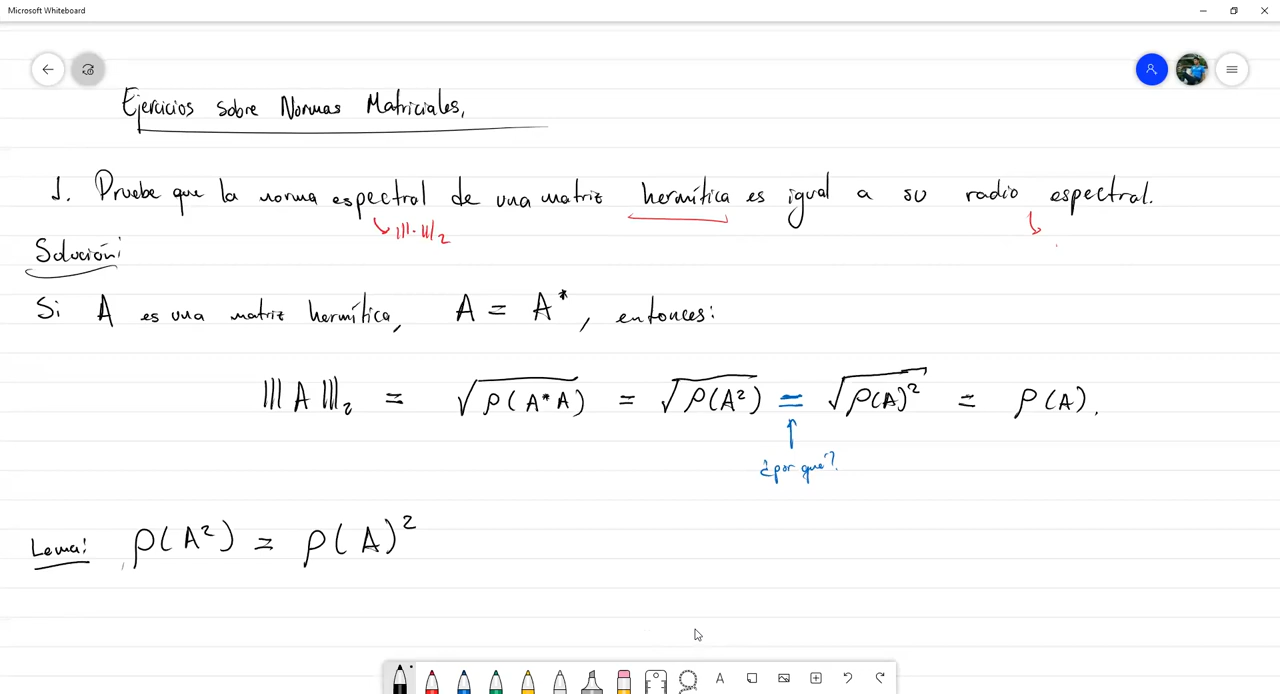 Microsoft Whiteboard
Ejercicios sobre Normas Matriciales.
1. Pruebe que la norma espectral de una matriz hermítica es igual a su radio espectral.
|||·|||₂
Solución:
Si A es una matriz hermítica, A = A*, entonces:
|||A|||₂ = √ρ(A*A) = √ρ(A²) = √ρ(A)² = ρ(A).
¿por qué?
Lema: ρ(A²) = ρ(A)²